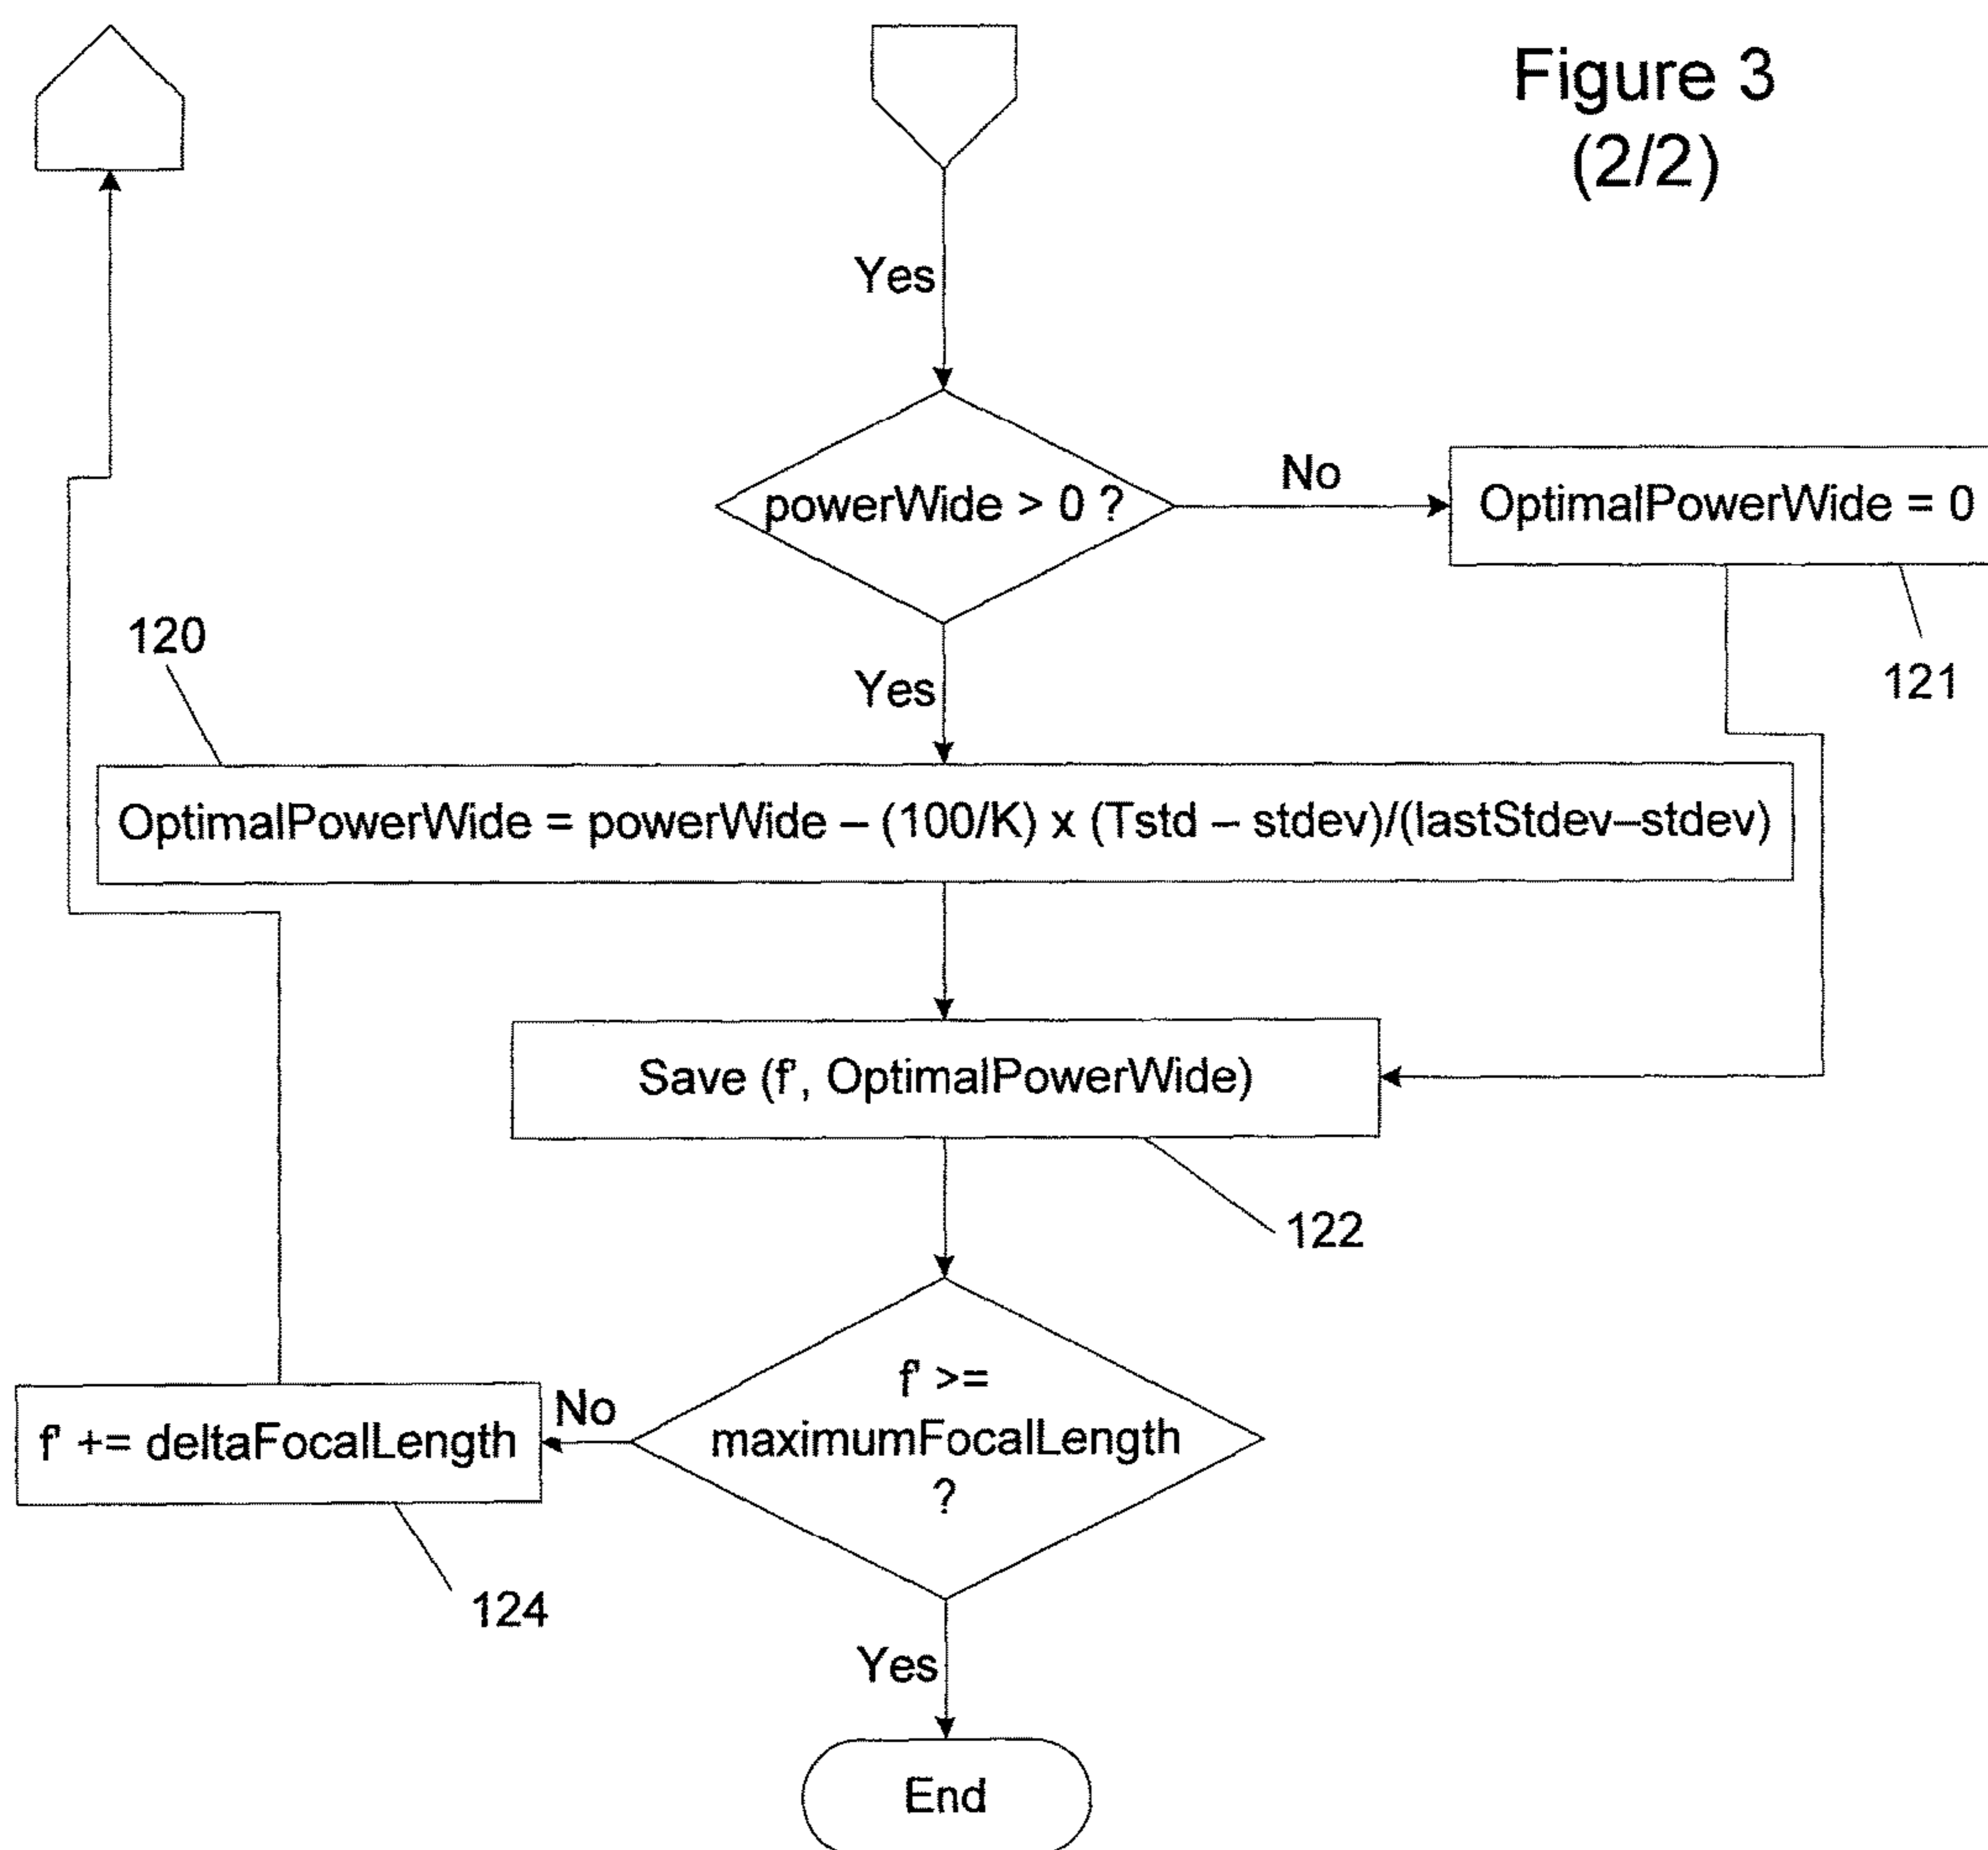 Figure 3
(2/2)
Yes
powerWide > 0 ?
No
OptimalPowerWide = 0
120
121
Yes
OptimalPowerWide = powerWide – (100/K) x (Tstd – stdev)/(lastStdev–stdev)
Save (f', OptimalPowerWide)
122
f' >=
maximumFocalLength
?
No
f' += deltaFocalLength
124
Yes
End